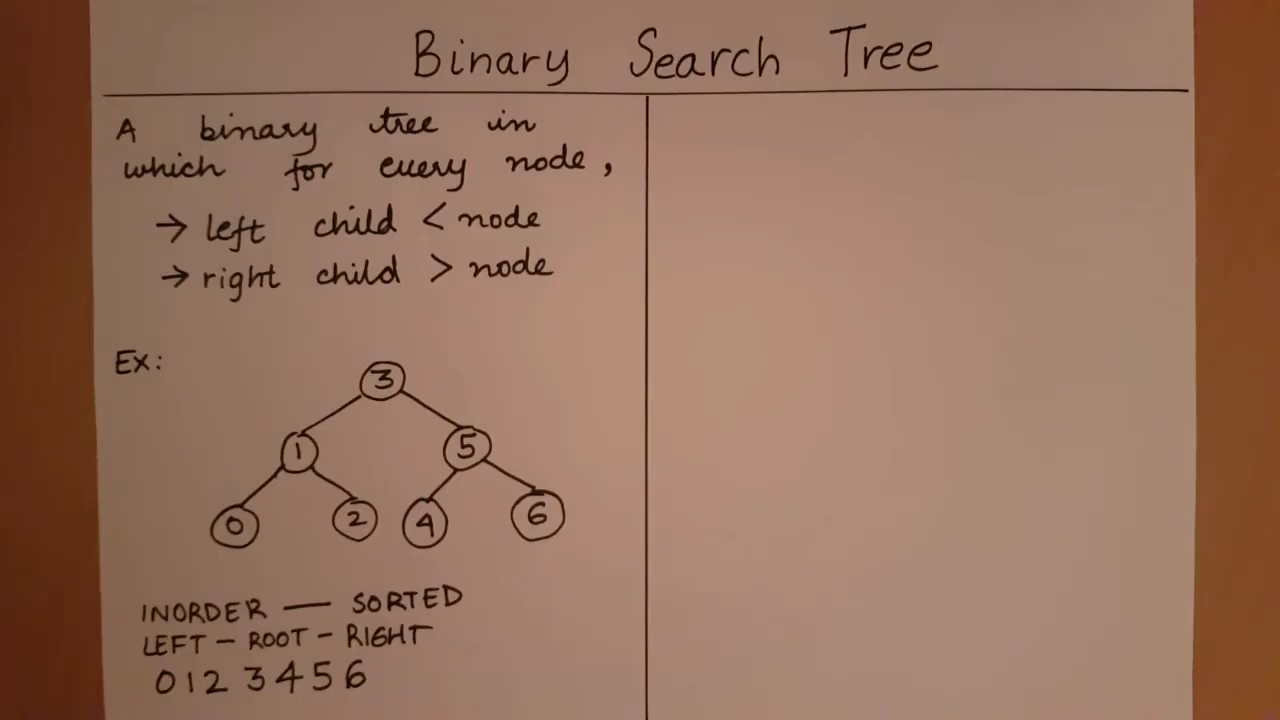 Binary Search Tree
A binary tree in
which for every node,
→ left child < node
→ right child > node
Ex:
3
1 5
0 2 4 6
INORDER — SORTED
LEFT - ROOT - RIGHT
0 1 2 3 4 5 6